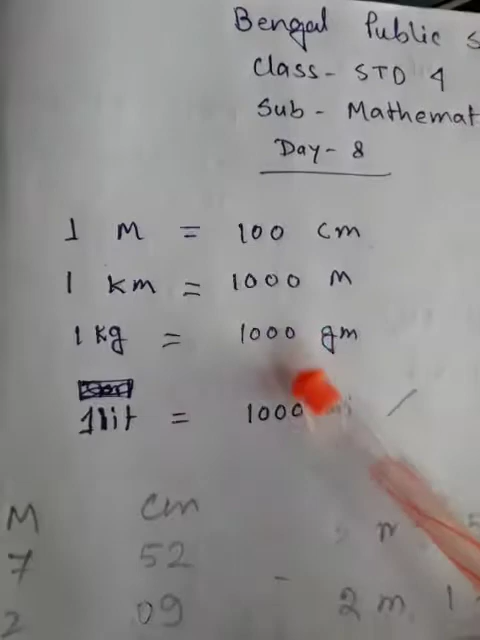 Bengal Public
Class - STD 4
Sub - Mathemat
Day - 8
1 M = 100 cm
1 km = 1000 M
1 kg = 1000 gm
1 lit = 1000
M cm
7 52
2 09 - 2 m 1